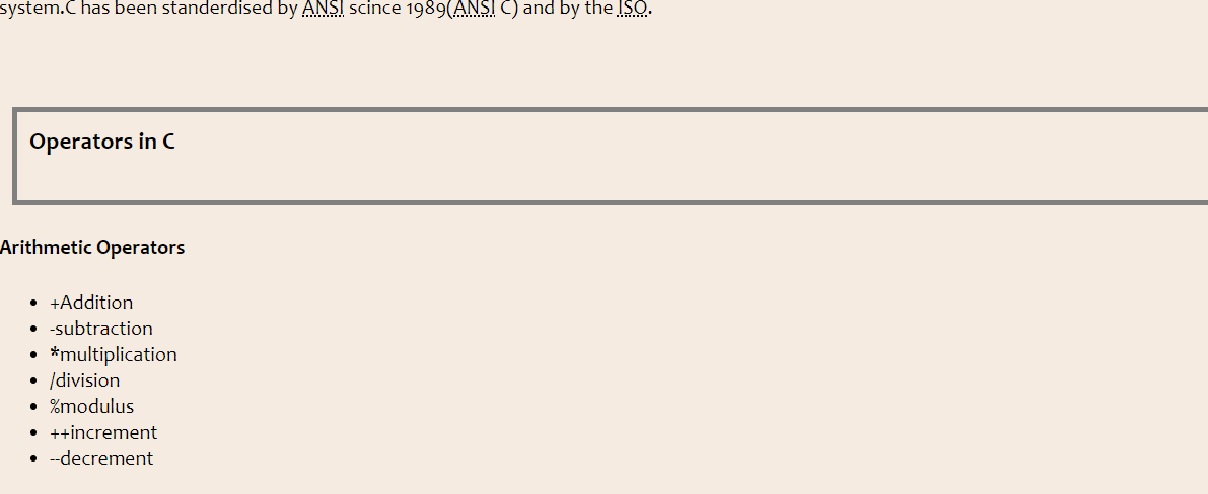 system.C has been standerdised by ANSI scince 1989(ANSI C) and by the ISO.
Operators in C
Arithmetic Operators
+Addition
-subtraction
*multiplication
/division
%modulus
++increment
--decrement